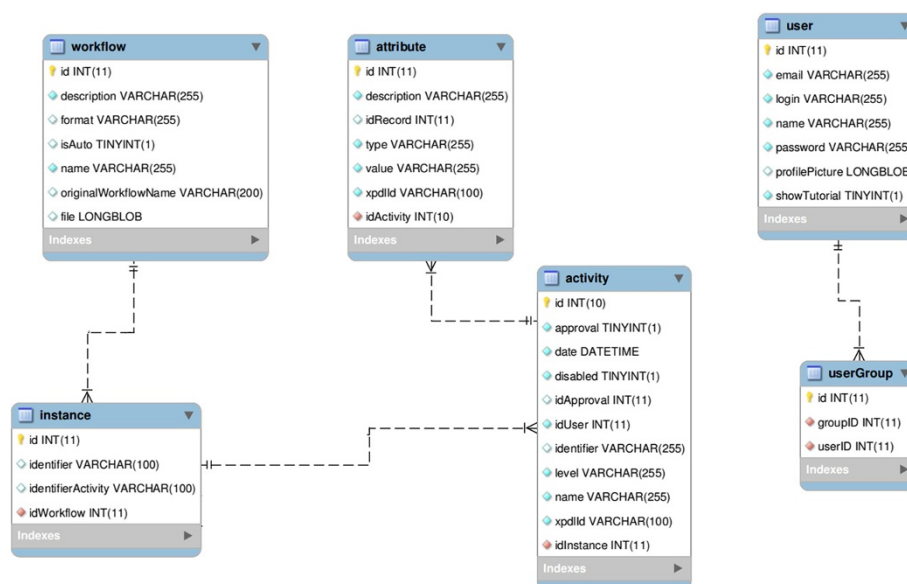 workflow
id INT(11)
description VARCHAR(255)
format VARCHAR(255)
isAuto TINYINT(1)
name VARCHAR(255)
originalWorkflowName VARCHAR(200)
file LONGBLOB
Indexes
attribute
id INT(11)
description VARCHAR(255)
idRecord INT(11)
type VARCHAR(255)
value VARCHAR(255)
xpdlId VARCHAR(100)
idActivity INT(10)
Indexes
user
id INT(11)
email VARCHAR(255)
login VARCHAR(255)
name VARCHAR(255)
password VARCHAR(255
profilePicture LONGBLOB
showTutorial TINYINT(1)
Indexes
instance
id INT(11)
identifier VARCHAR(100)
identifierActivity VARCHAR(100)
idWorkflow INT(11)
Indexes
activity
id INT(10)
approval TINYINT(1)
date DATETIME
disabled TINYINT(1)
idApproval INT(11)
idUser INT(11)
identifier VARCHAR(255)
level VARCHAR(255)
name VARCHAR(255)
xpdlId VARCHAR(100)
idInstance INT(11)
Indexes
userGroup
id INT(11)
groupID INT(11)
userID INT(11)
Indexes